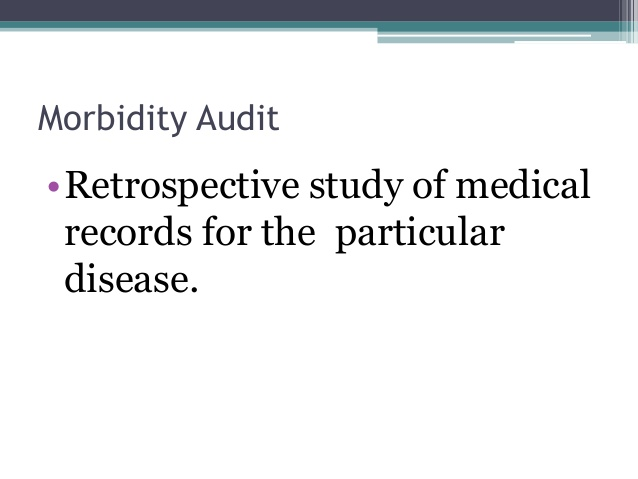 Morbidity Audit
•Retrospective study of medical
records for the  particular
disease.